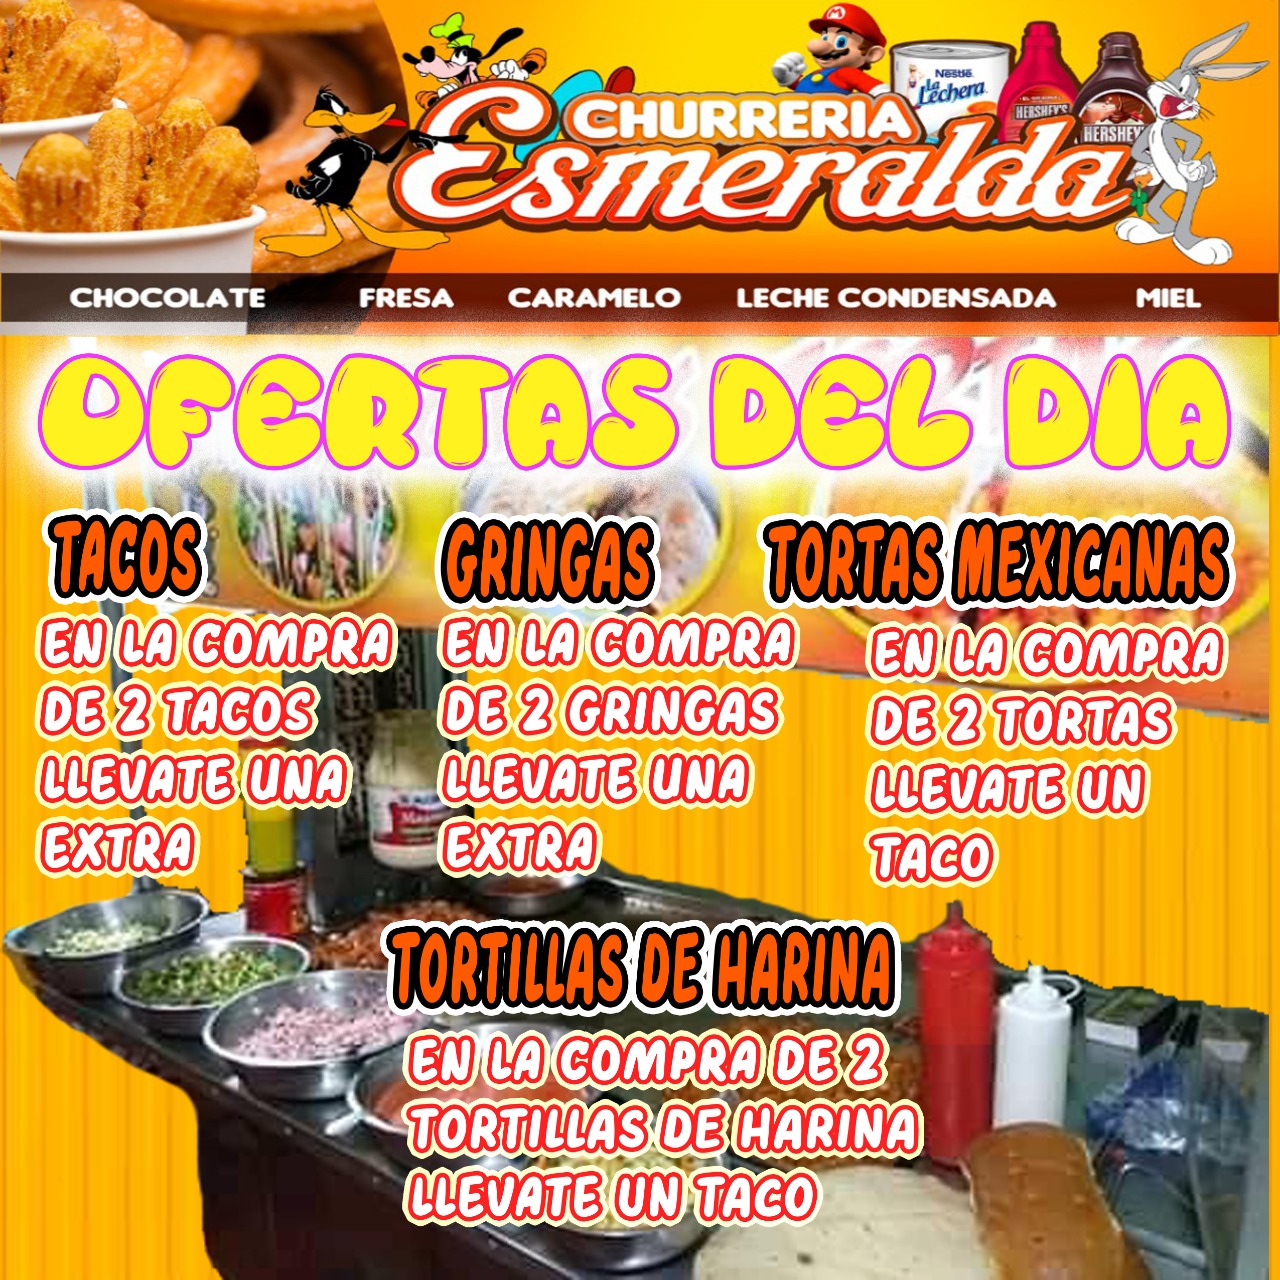 CHURRERIA
Esmeralda
Nestlé.
La Lechera
HERSHEY'S
HERSHEY'
CHOCOLATE FRESA CARAMELO LECHE CONDENSADA MIEL
OFERTAS DEL DIA
TACOS
EN LA COMPRA
DE 2 TACOS
LLEVATE UNA
EXTRA
GRINGAS
EN LA COMPRA
DE 2 GRINGAS
LLEVATE UNA
EXTRA
TORTAS MEXICANAS
EN LA COMPRA
DE 2 TORTAS
LLEVATE UN
TACO
TORTILLAS DE HARINA
EN LA COMPRA DE 2
TORTILLAS DE HARINA
LLEVATE UN TACO